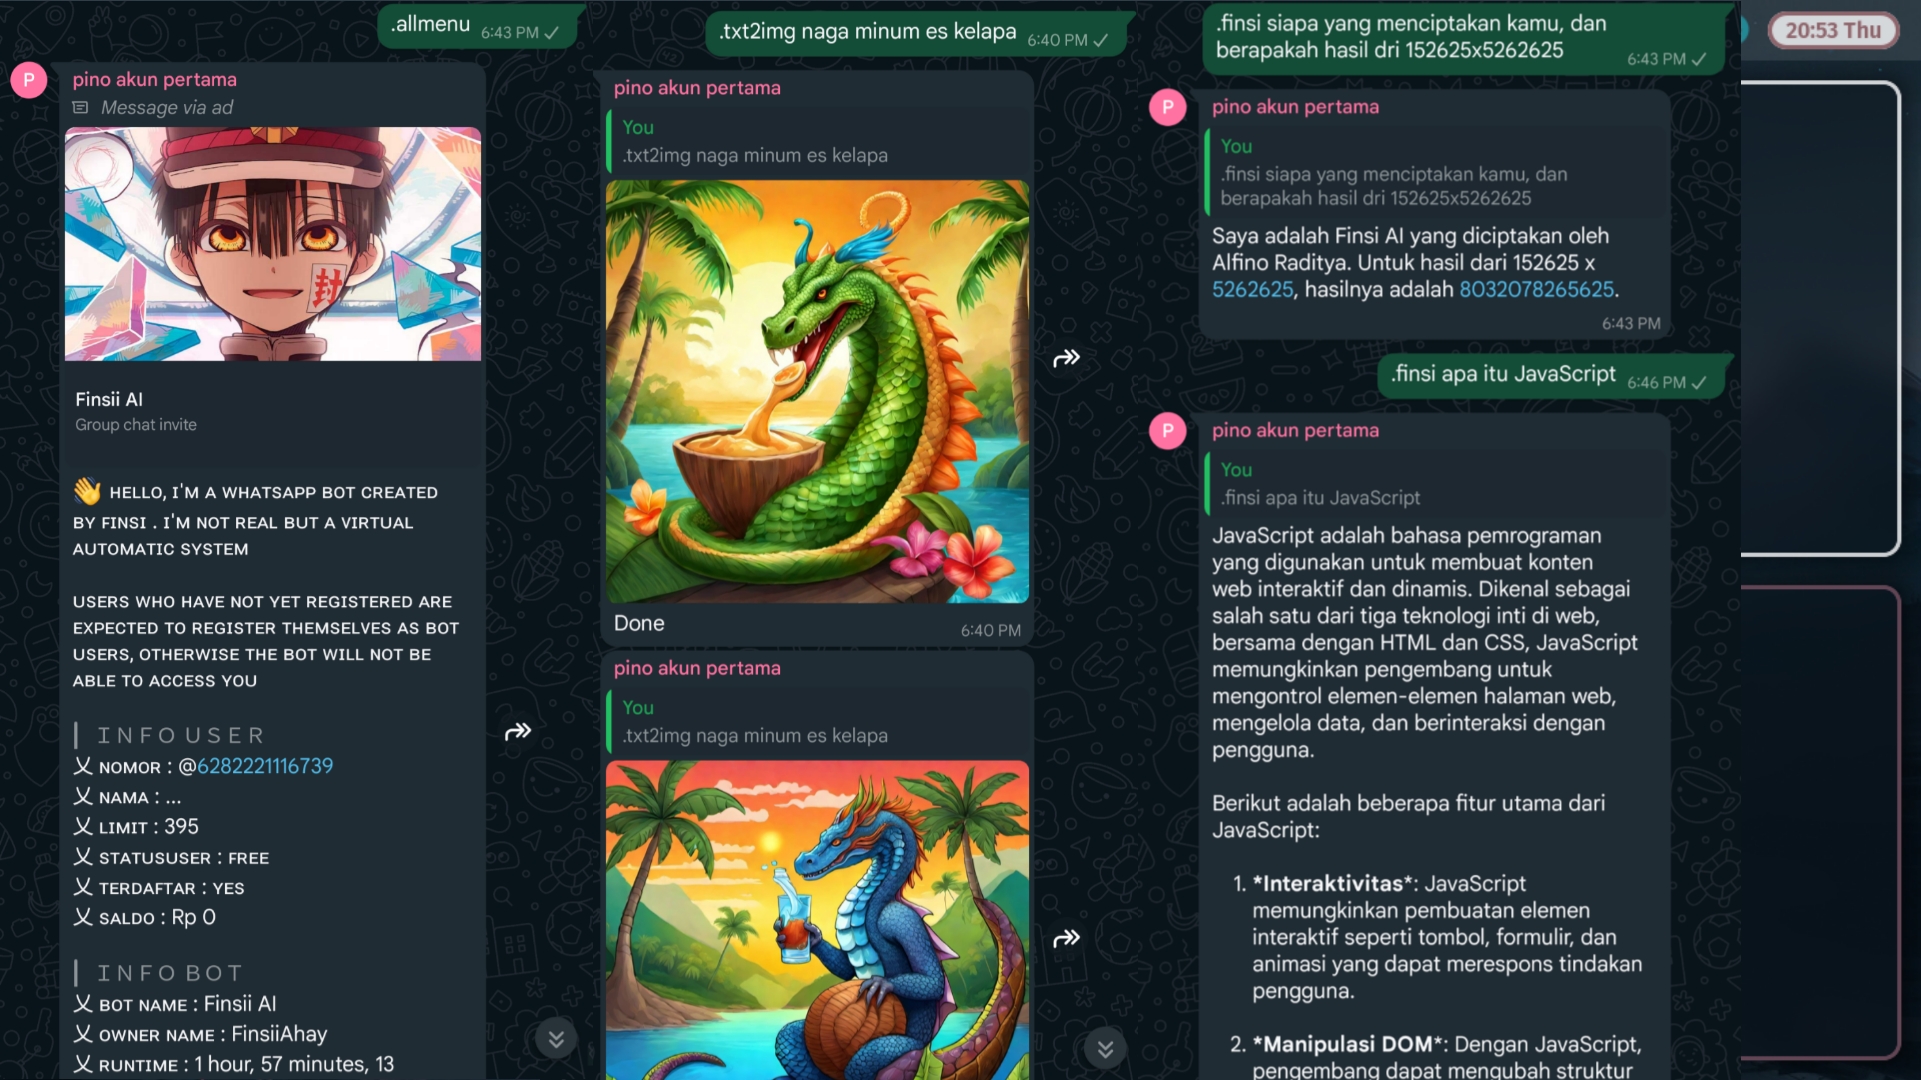 .allmenu 6:43 PM
P
pino akun pertama
Message via ad
封
Finsii AI
Group chat invite
👋 HELLO, I'M A WHATSAPP BOT CREATED
BY FINSI . I'M NOT REAL BUT A VIRTUAL
AUTOMATIC SYSTEM
USERS WHO HAVE NOT YET REGISTERED ARE
EXPECTED TO REGISTER THEMSELVES AS BOT
USERS, OTHERWISE THE BOT WILL NOT BE
ABLE TO ACCESS YOU
I N F O U S E R
乂 NOMOR : @6282221116739
乂 NAMA : ...
乂 LIMIT : 395
乂 STATUSUSER : FREE
乂 TERDAFTAR : YES
乂 SALDO : Rp 0
I N F O B O T
乂 BOT NAME : Finsii AI
乂 OWNER NAME : FinsiiAhay
乂 RUNTIME : 1 hour, 57 minutes, 13
.txt2img naga minum es kelapa 6:40 PM
pino akun pertama
You
.txt2img naga minum es kelapa
Done 6:40 PM
pino akun pertama
You
.txt2img naga minum es kelapa
.finsi siapa yang menciptakan kamu, dan
berapakah hasil dri 152625x5262625 6:43 PM
P
pino akun pertama
You
.finsi siapa yang menciptakan kamu, dan
berapakah hasil dri 152625x5262625
Saya adalah Finsi AI yang diciptakan oleh
Alfino Raditya. Untuk hasil dari 152625 x
5262625, hasilnya adalah 8032078265625.
6:43 PM
.finsi apa itu JavaScript 6:46 PM
P
pino akun pertama
You
.finsi apa itu JavaScript
JavaScript adalah bahasa pemrograman
yang digunakan untuk membuat konten
web interaktif dan dinamis. Dikenal sebagai
salah satu dari tiga teknologi inti di web,
bersama dengan HTML dan CSS, JavaScript
memungkinkan pengembang untuk
mengontrol elemen-elemen halaman web,
mengelola data, dan berinteraksi dengan
pengguna.
Berikut adalah beberapa fitur utama dari
JavaScript:
1. *Interaktivitas*: JavaScript
memungkinkan pembuatan elemen
interaktif seperti tombol, formulir, dan
animasi yang dapat merespons tindakan
pengguna.
2. *Manipulasi DOM*: Dengan JavaScript,
pengembang dapat mengubah struktur
20:53 Thu